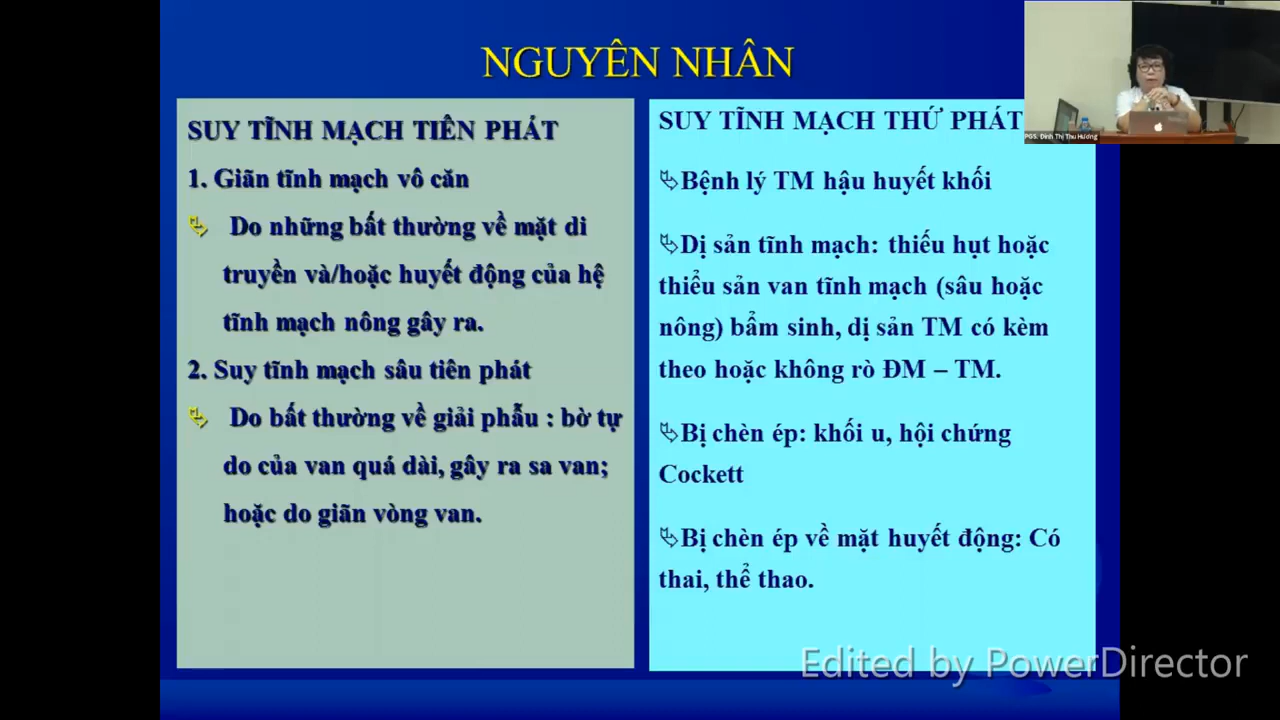 NGUYÊN NHÂN
SUY TĨNH MẠCH TIÊN PHÁT
1. Giãn tĩnh mạch vô căn
Do những bất thường về mặt di
truyền và/hoặc huyết động của hệ
tĩnh mạch nông gây ra.
2. Suy tĩnh mạch sâu tiên phát
Do bất thường về giải phẫu : bờ tự
do của van quá dài, gây ra sa van;
hoặc do giãn vòng van.
SUY TĨNH MẠCH THỨ PHÁT
Bệnh lý TM hậu huyết khối
Dị sản tĩnh mạch: thiếu hụt hoặc
thiểu sản van tĩnh mạch (sâu hoặc
nông) bẩm sinh, dị sản TM có kèm
theo hoặc không rò ĐM – TM.
Bị chèn ép: khối u, hội chứng
Cockett
Bị chèn ép về mặt huyết động: Có
thai, thể thao.
PGS. Đinh Thị Thu Hương
Edited by PowerDirector